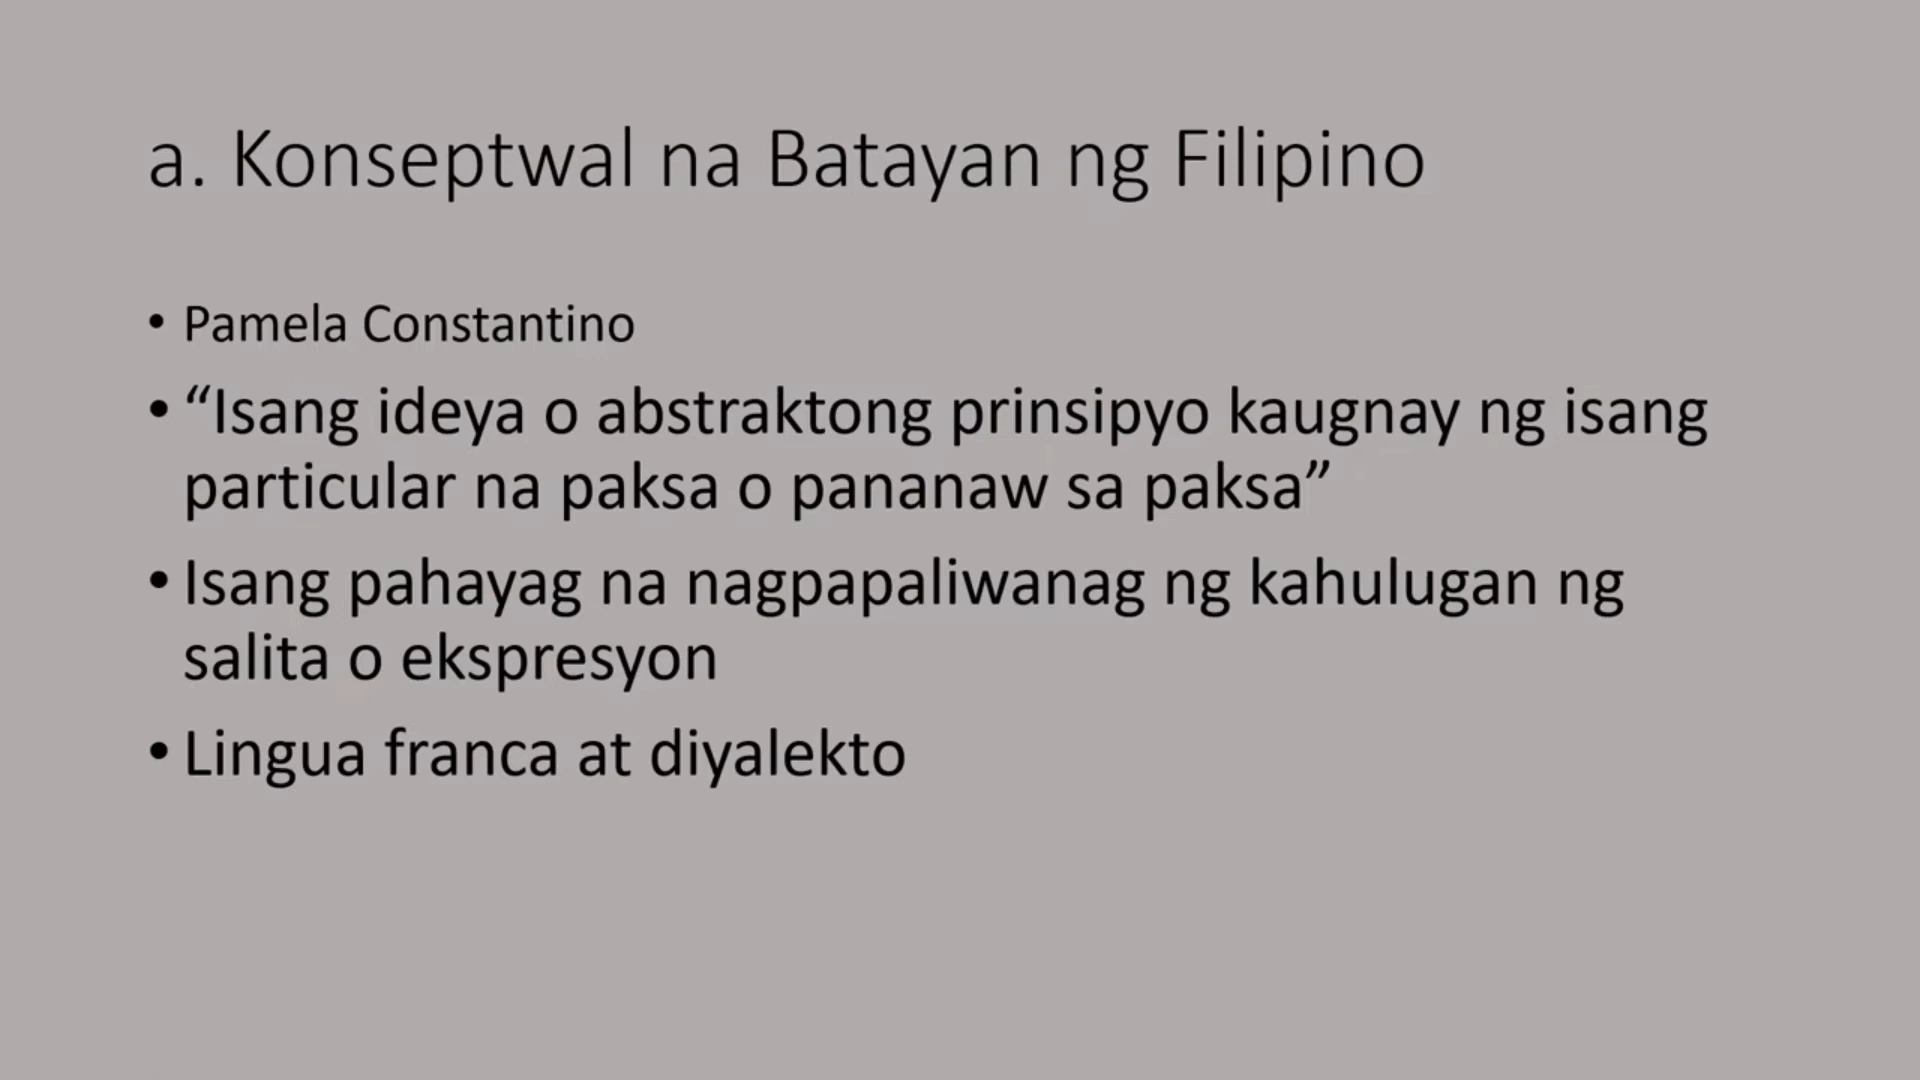 a. Konseptwal na Batayan ng Filipino
• Pamela Constantino
• “Isang ideya o abstraktong prinsipyo kaugnay ng isang
particular na paksa o pananaw sa paksa”
• Isang pahayag na nagpapaliwanag ng kahulugan ng
salita o ekspresyon
• Lingua franca at diyalekto